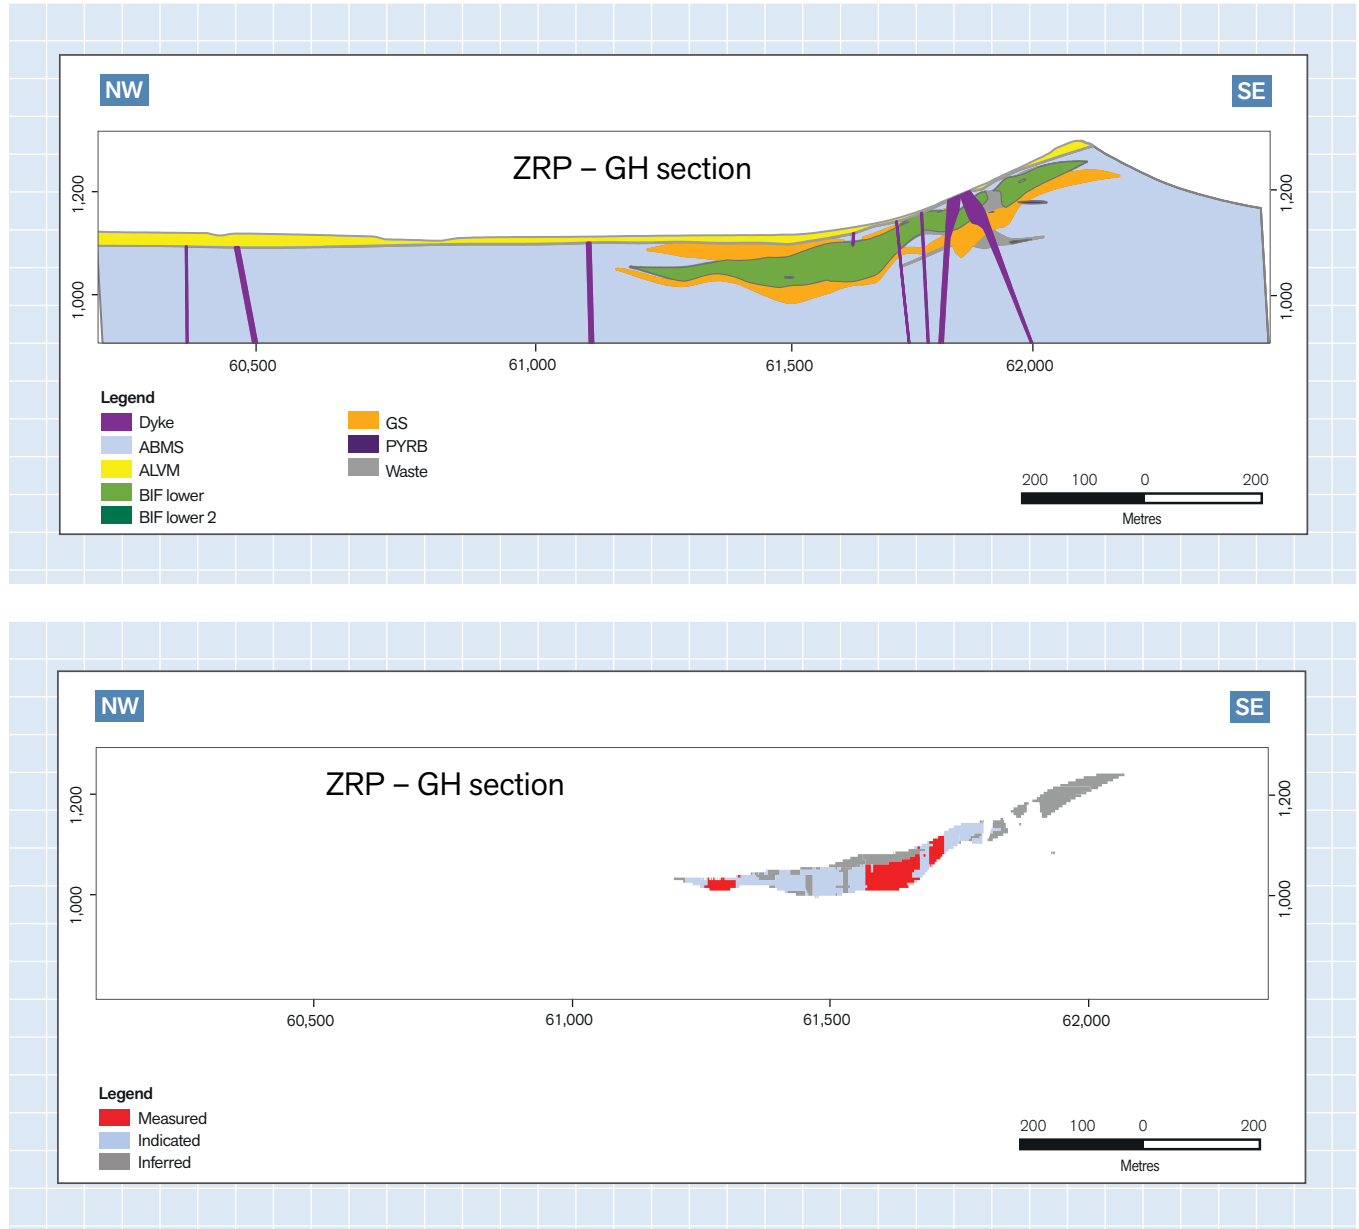 NW
SE
ZRP – GH section
1,200
1,000
1,200
1,000
60,500
61,000
61,500
62,000
Legend
Dyke
ABMS
ALVM
BIF lower
BIF lower 2
GS
PYRB
Waste
200 100 0 200
Metres
NW
SE
ZRP – GH section
1,200
1,000
1,200
1,000
60,500
61,000
61,500
62,000
Legend
Measured
Indicated
Inferred
200 100 0 200
Metres